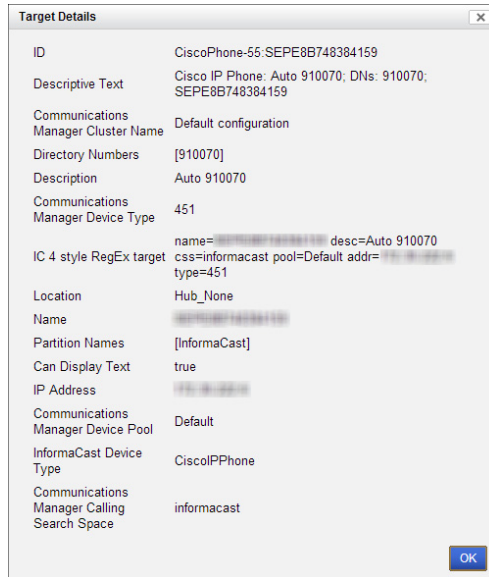 Target Details
ID CiscoPhone-55:SEPE8B748384159
Descriptive Text Cisco IP Phone: Auto 910070; DNs: 910070;
SEPE8B748384159
Communications
Manager Cluster Name Default configuration
Directory Numbers [910070]
Description Auto 910070
Communications
Manager Device Type 451
IC 4 style RegEx target name= desc=Auto 910070
css=informacast pool=Default addr=
type=451
Location Hub_None
Name
Partition Names [InformaCast]
Can Display Text true
IP Address
Communications
Manager Device Pool Default
InformaCast Device
Type CiscoIPPhone
Communications
Manager Calling
Search Space informacast
OK